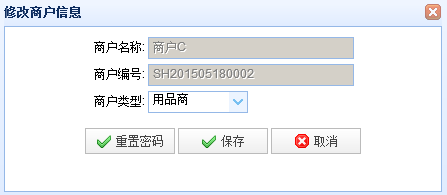 修改商户信息
商户名称: 商户C
商户编号: SH201505180002
商户类型: 用品商
重置密码 保存 取消